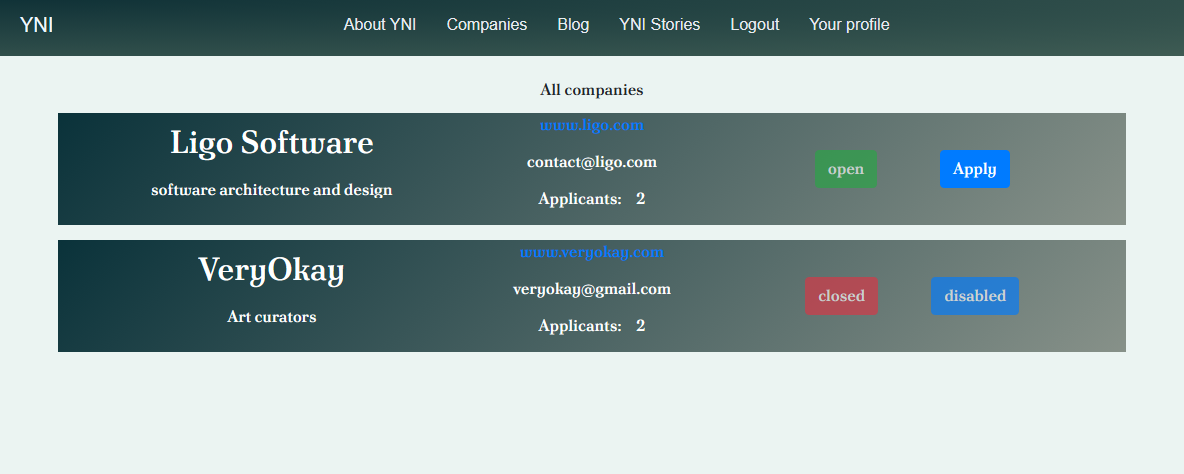 YNI About YNI Companies Blog YNI Stories Logout Your profile
All companies
Ligo Software
software architecture and design
www.ligo.com
contact@ligo.com
Applicants: 2
open
Apply
VeryOkay
Art curators
www.veryokay.com
veryokay@gmail.com
Applicants: 2
closed
disabled